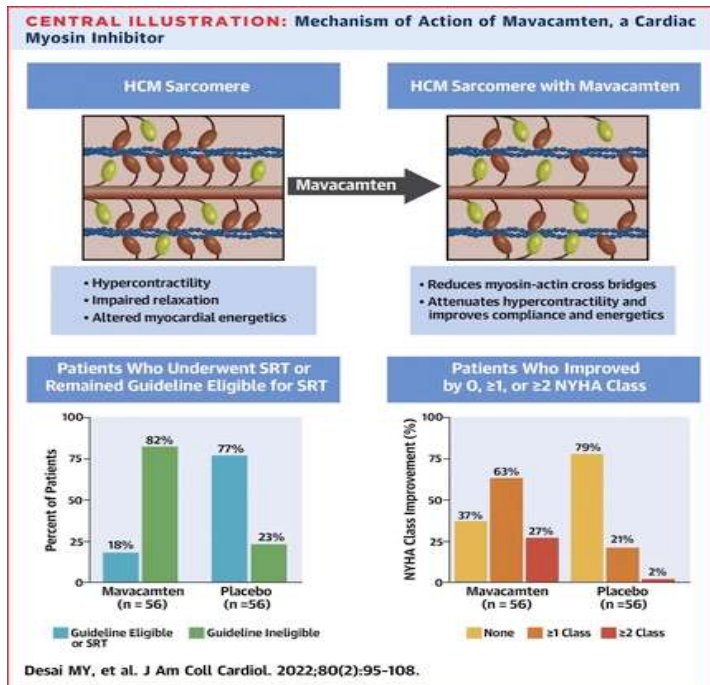 CENTRAL ILLUSTRATION: Mechanism of Action of Mavacamten, a Cardiac
Myosin Inhibitor
HCM Sarcomere
HCM Sarcomere with Mavacamten
Mavacamten
• Hypercontractility
• Impaired relaxation
• Altered myocardial energetics
• Reduces myosin-actin cross bridges
• Attenuates hypercontractility and
improves compliance and energetics
Patients Who Underwent SRT or
Remained Guideline Eligible for SRT
Percent of Patients
100
75
50
25
0
18%
82%
77%
23%
Mavacamten
(n = 56)
Placebo
(n =56)
Guideline Eligible
or SRT
Guideline Ineligible
Patients Who Improved
by 0, ≥1, or ≥2 NYHA Class
NYHA Class Improvement (%)
100
75
50
25
0
37%
63%
27%
79%
21%
2%
Mavacamten
(n = 56)
Placebo
(n =56)
None
≥1 Class
≥2 Class
Desai MY, et al. J Am Coll Cardiol. 2022;80(2):95-108.